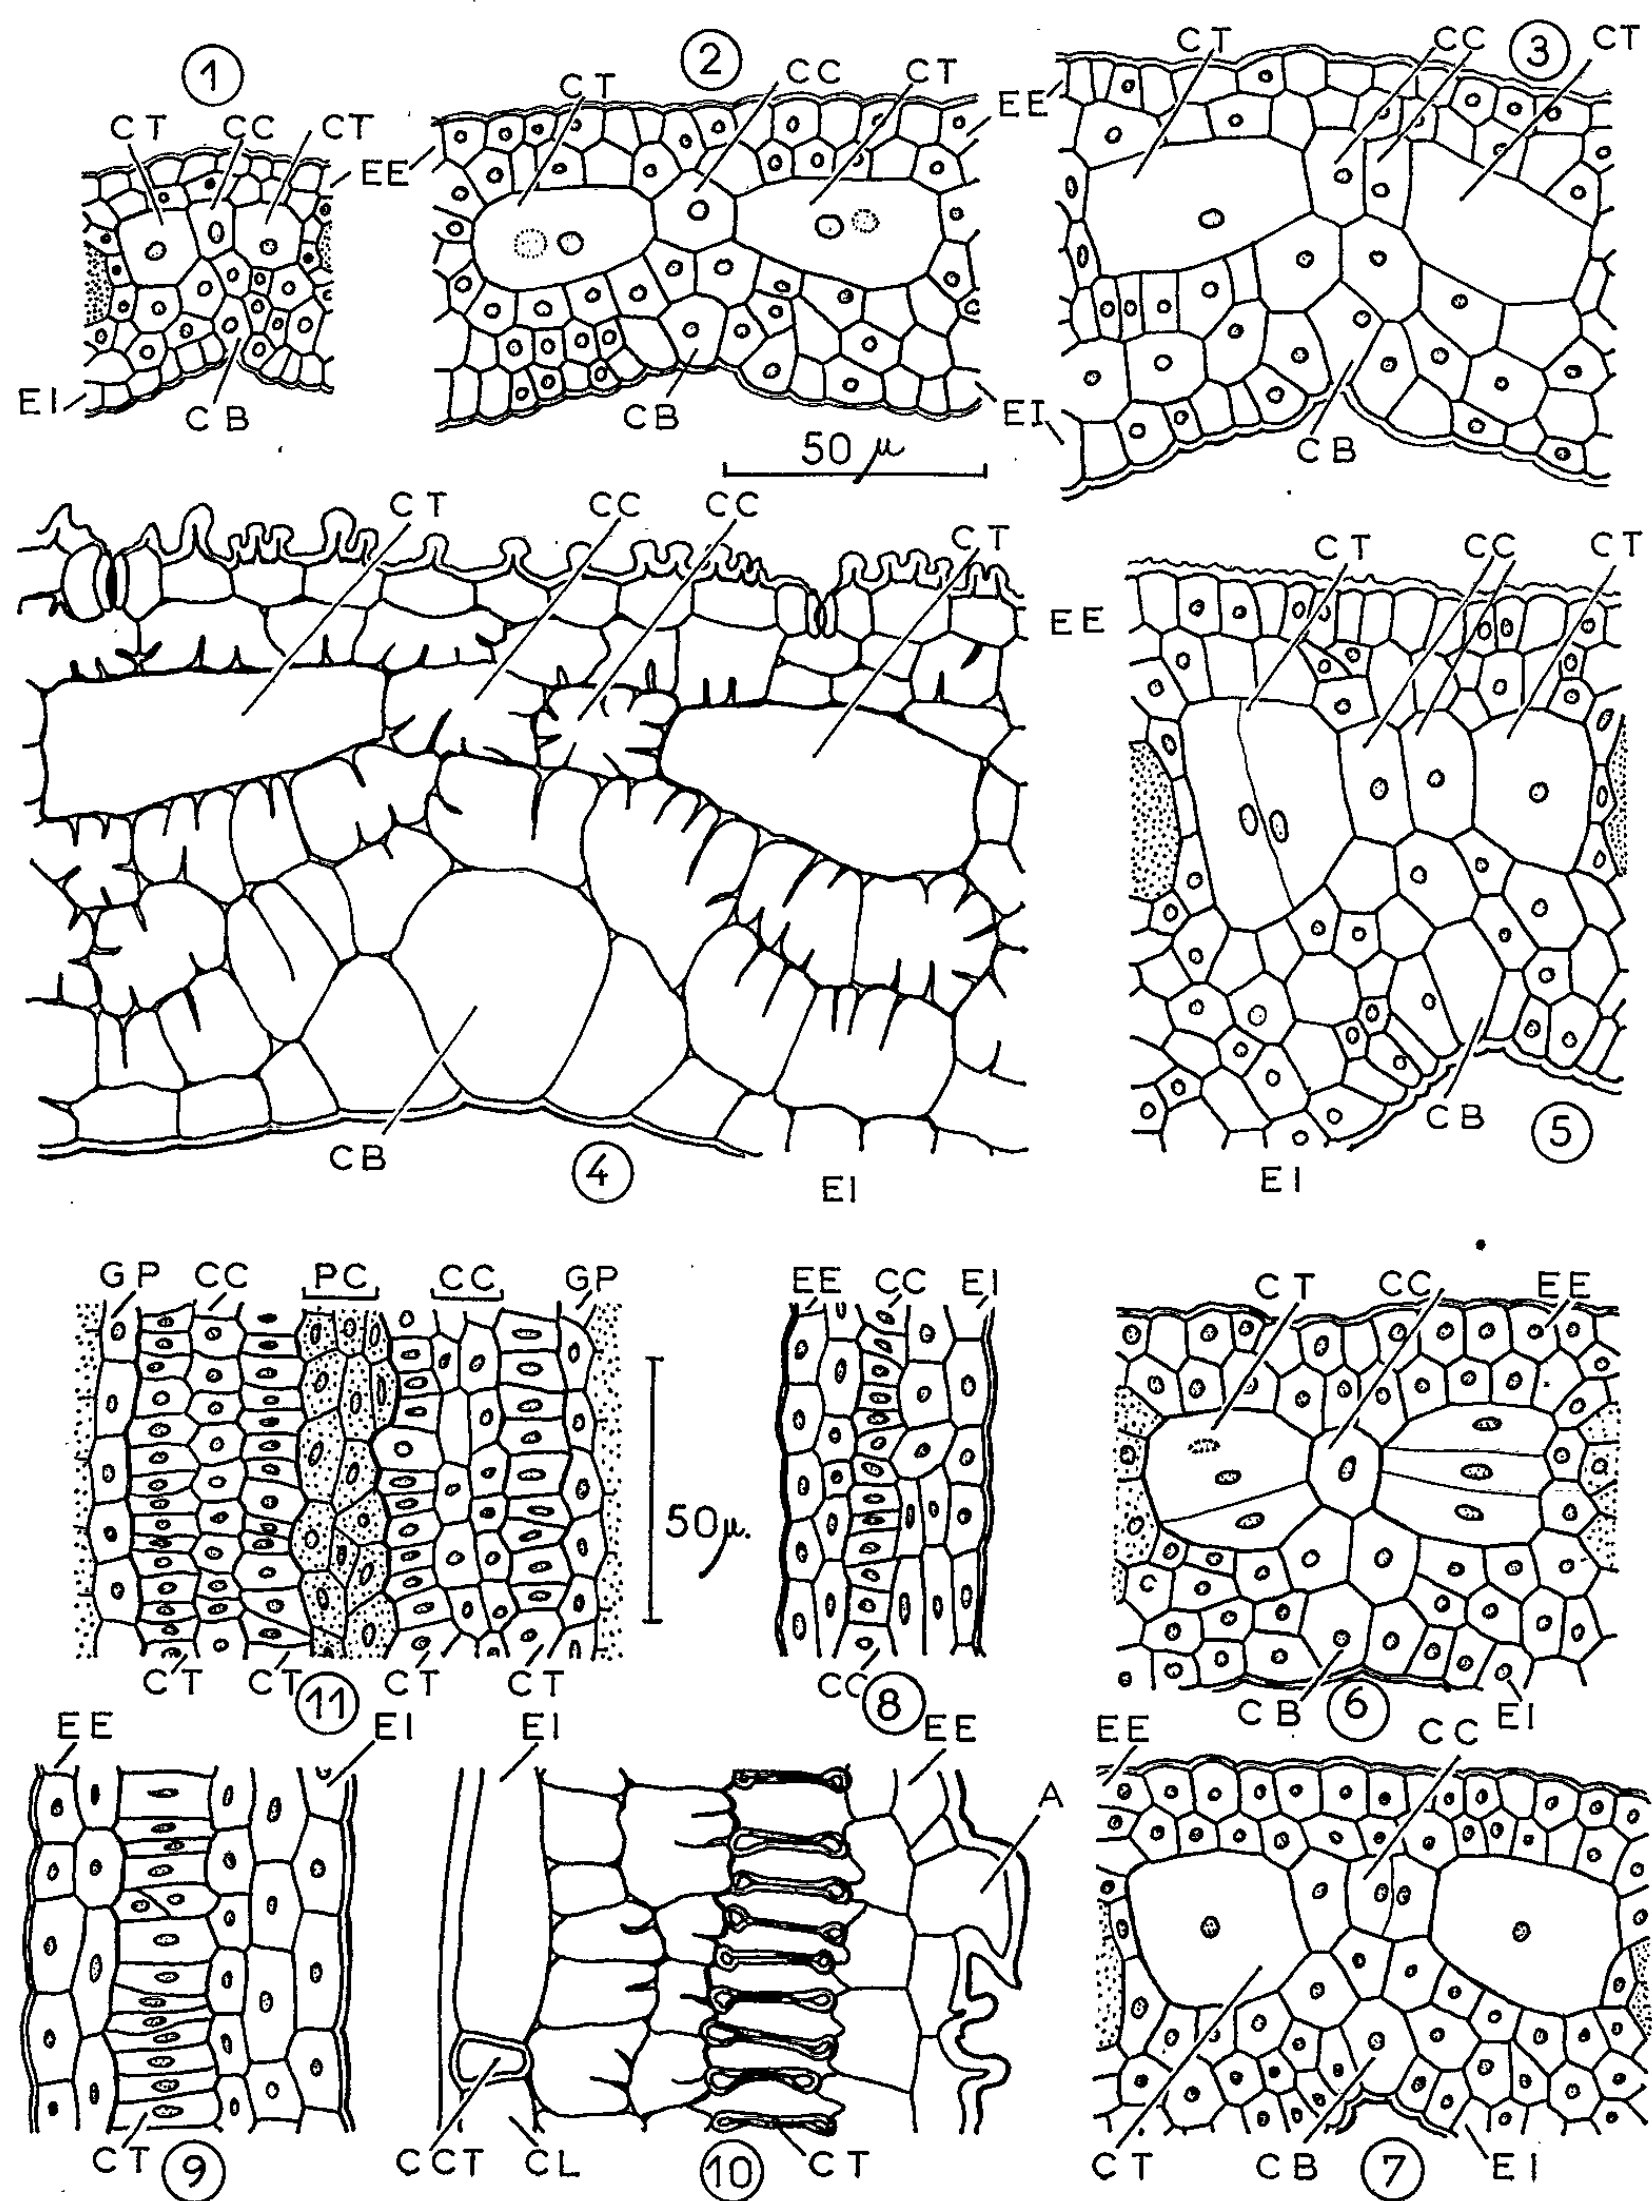 1
CT CC CT
EE
EI
CB
2
CT CC CT
EE
EI
CB
50 µ
3
CT CC CT
CB
CT CC CC CT
EE
CB
4
EI
CT CC CT
CB
5
EI
GP CC PC CC GP
50µ.
CT CT CT CT
11
EE CC EI
CC
8
CT CC EE
CB
6
EI
EE EI
CT
9
EI EE
A
CCT CL
10
CT
EE CC
CT CB
7
EI